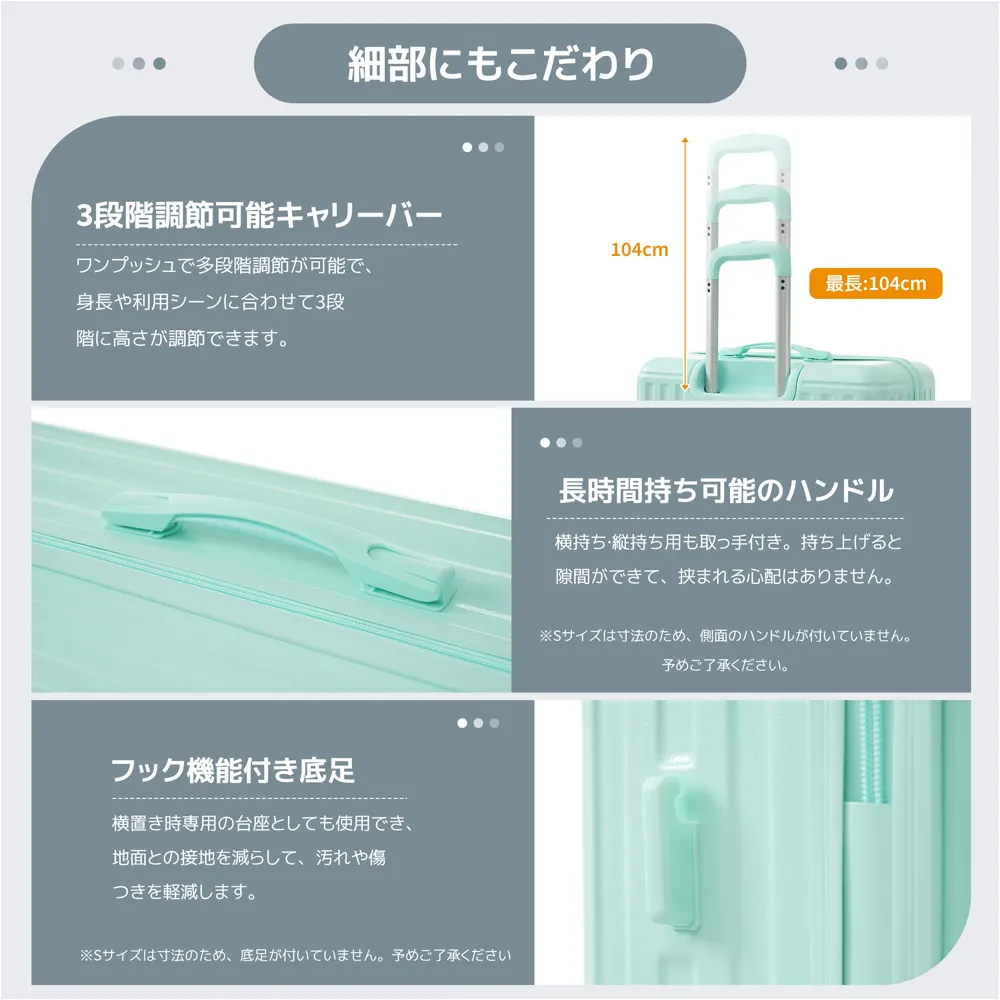 細部にもこだわり
3段階調節可能キャリーバー
ワンプッシュで多段階調節が可能で、
身長や利用シーンに合わせて3段
階に高さが調節できます。
104cm
最長:104cm
長時間持ち可能のハンドル
横持ち·縦持ち用も取っ手付き。持ち上げると
隙間ができて、挟まれる心配はありません。
※Sサイズは寸法のため、側面のハンドルが付いていません。
予めご了承ください。
フック機能付き底足
横置き時専用の台座としても使用でき、
地面との接地を減らして、汚れや傷
つきを軽減します。
※Sサイズは寸法のため、底足が付いていません。予めご了承ください